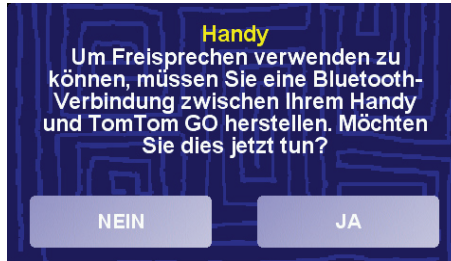 Handy
Um Freisprechen verwenden zu
können, müssen Sie eine Bluetooth-
Verbindung zwischen Ihrem Handy
und TomTom GO herstellen. Möchten
Sie dies jetzt tun?
NEIN
JA